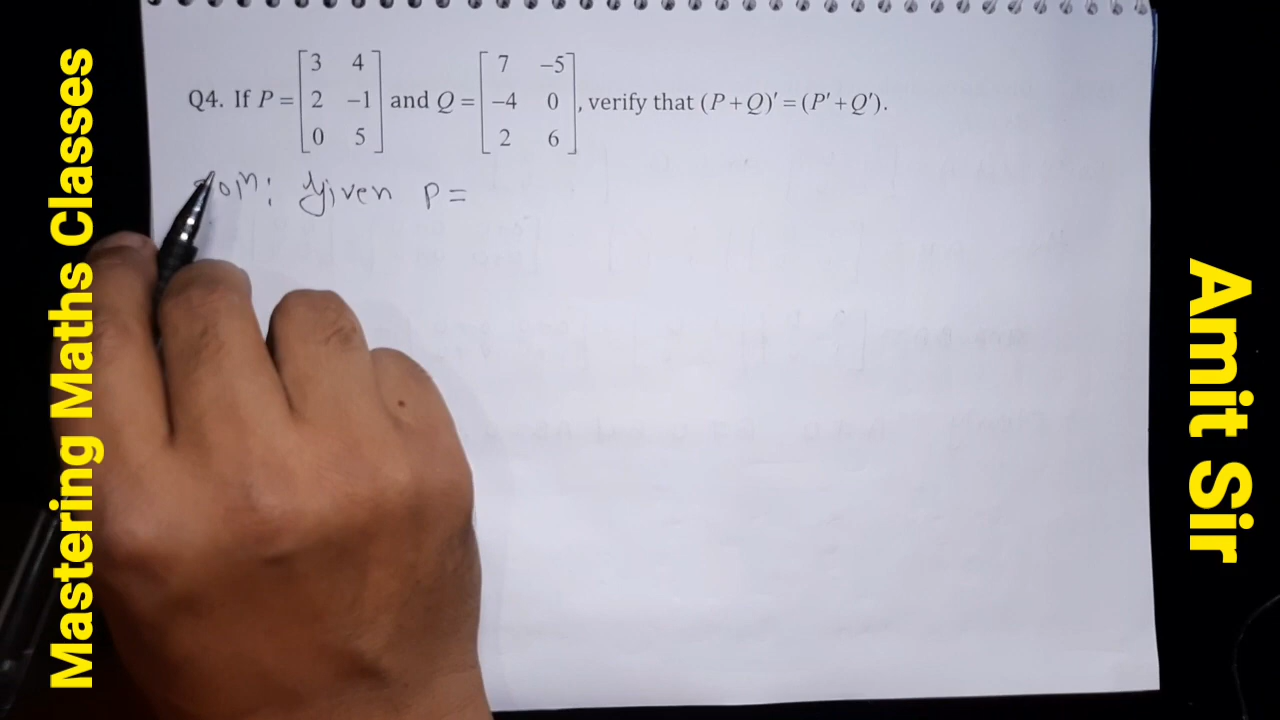 Mastering Maths Classes
Q4. If P = [3 4; 2 −1; 0 5] and Q = [7 −5; −4 0; 2 6], verify that (P+Q)′ = (P′+Q′).
Soln: Given P =
Amit Sir